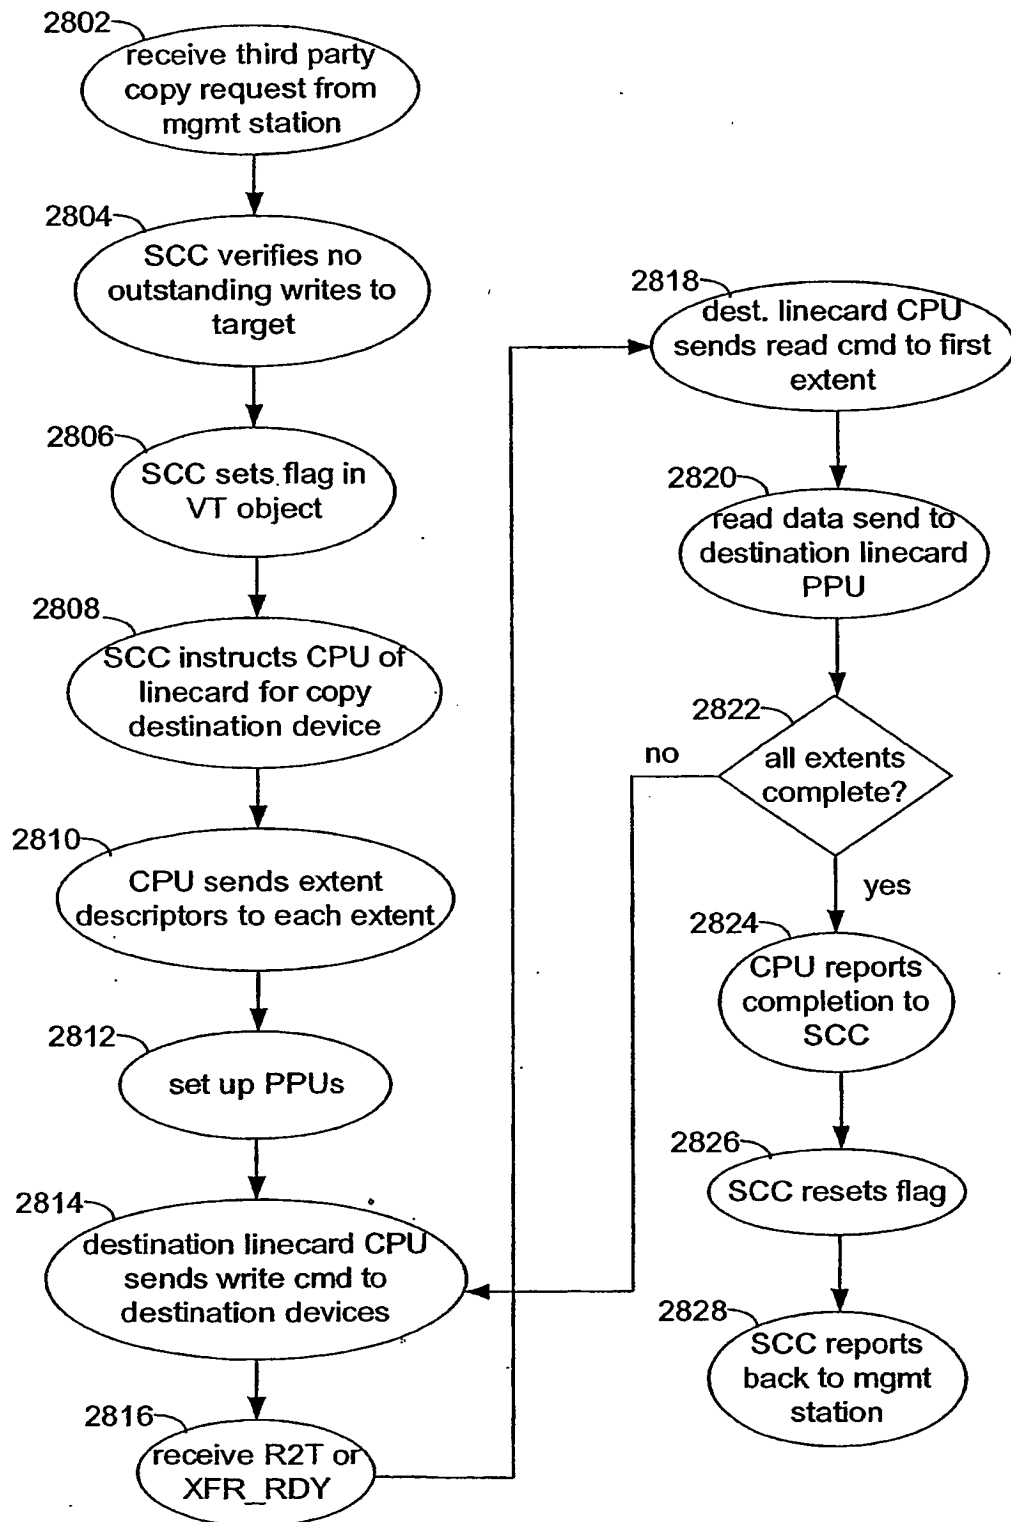 2802
receive third party
copy request from
mgmt station
2804
SCC verifies no
outstanding writes to
target
2806
SCC sets flag in
VT object
2808
SCC instructs CPU of
linecard for copy
destination device
2810
CPU sends extent
descriptors to each extent
2812
set up PPUs
2814
destination linecard CPU
sends write cmd to
destination devices
2816
receive R2T or
XFR_RDY
2818
dest. linecard CPU
sends read cmd to first
extent
2820
read data send to
destination linecard
PPU
2822
all extents
complete?
no
yes
2824
CPU reports
completion to
SCC
2826
SCC resets flag
2828
SCC reports
back to mgmt
station